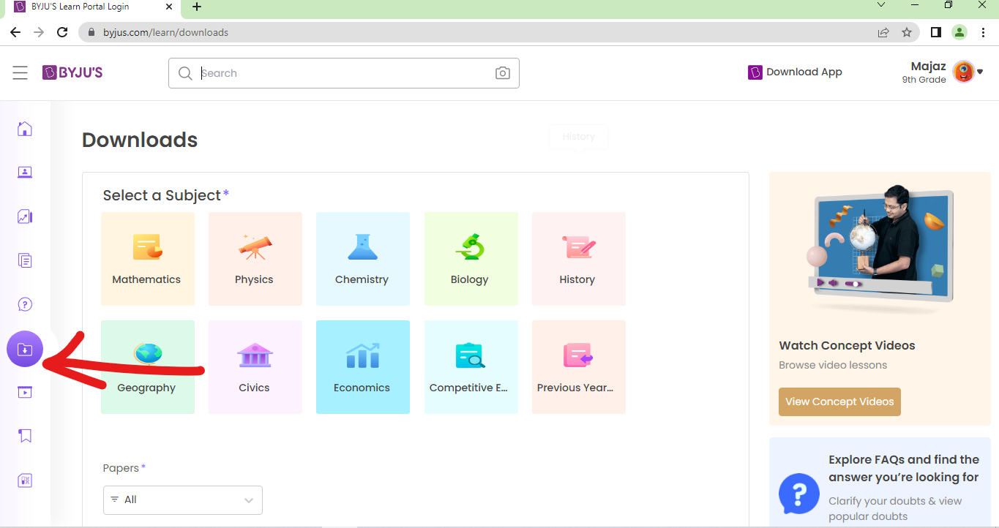 BYJU'S Learn Portal Login
byjus.com/learn/downloads
BYJU'S
Search
Download App
Majaz
9th Grade
Downloads
History
Select a Subject*
Mathematics
Physics
Chemistry
Biology
History
Geography
Civics
Economics
Competitive E...
Previous Year...
Papers*
All
Watch Concept Videos
Browse video lessons
View Concept Videos
Explore FAQs and find the
answer you're looking for
Clarify your doubts & view
popular doubts